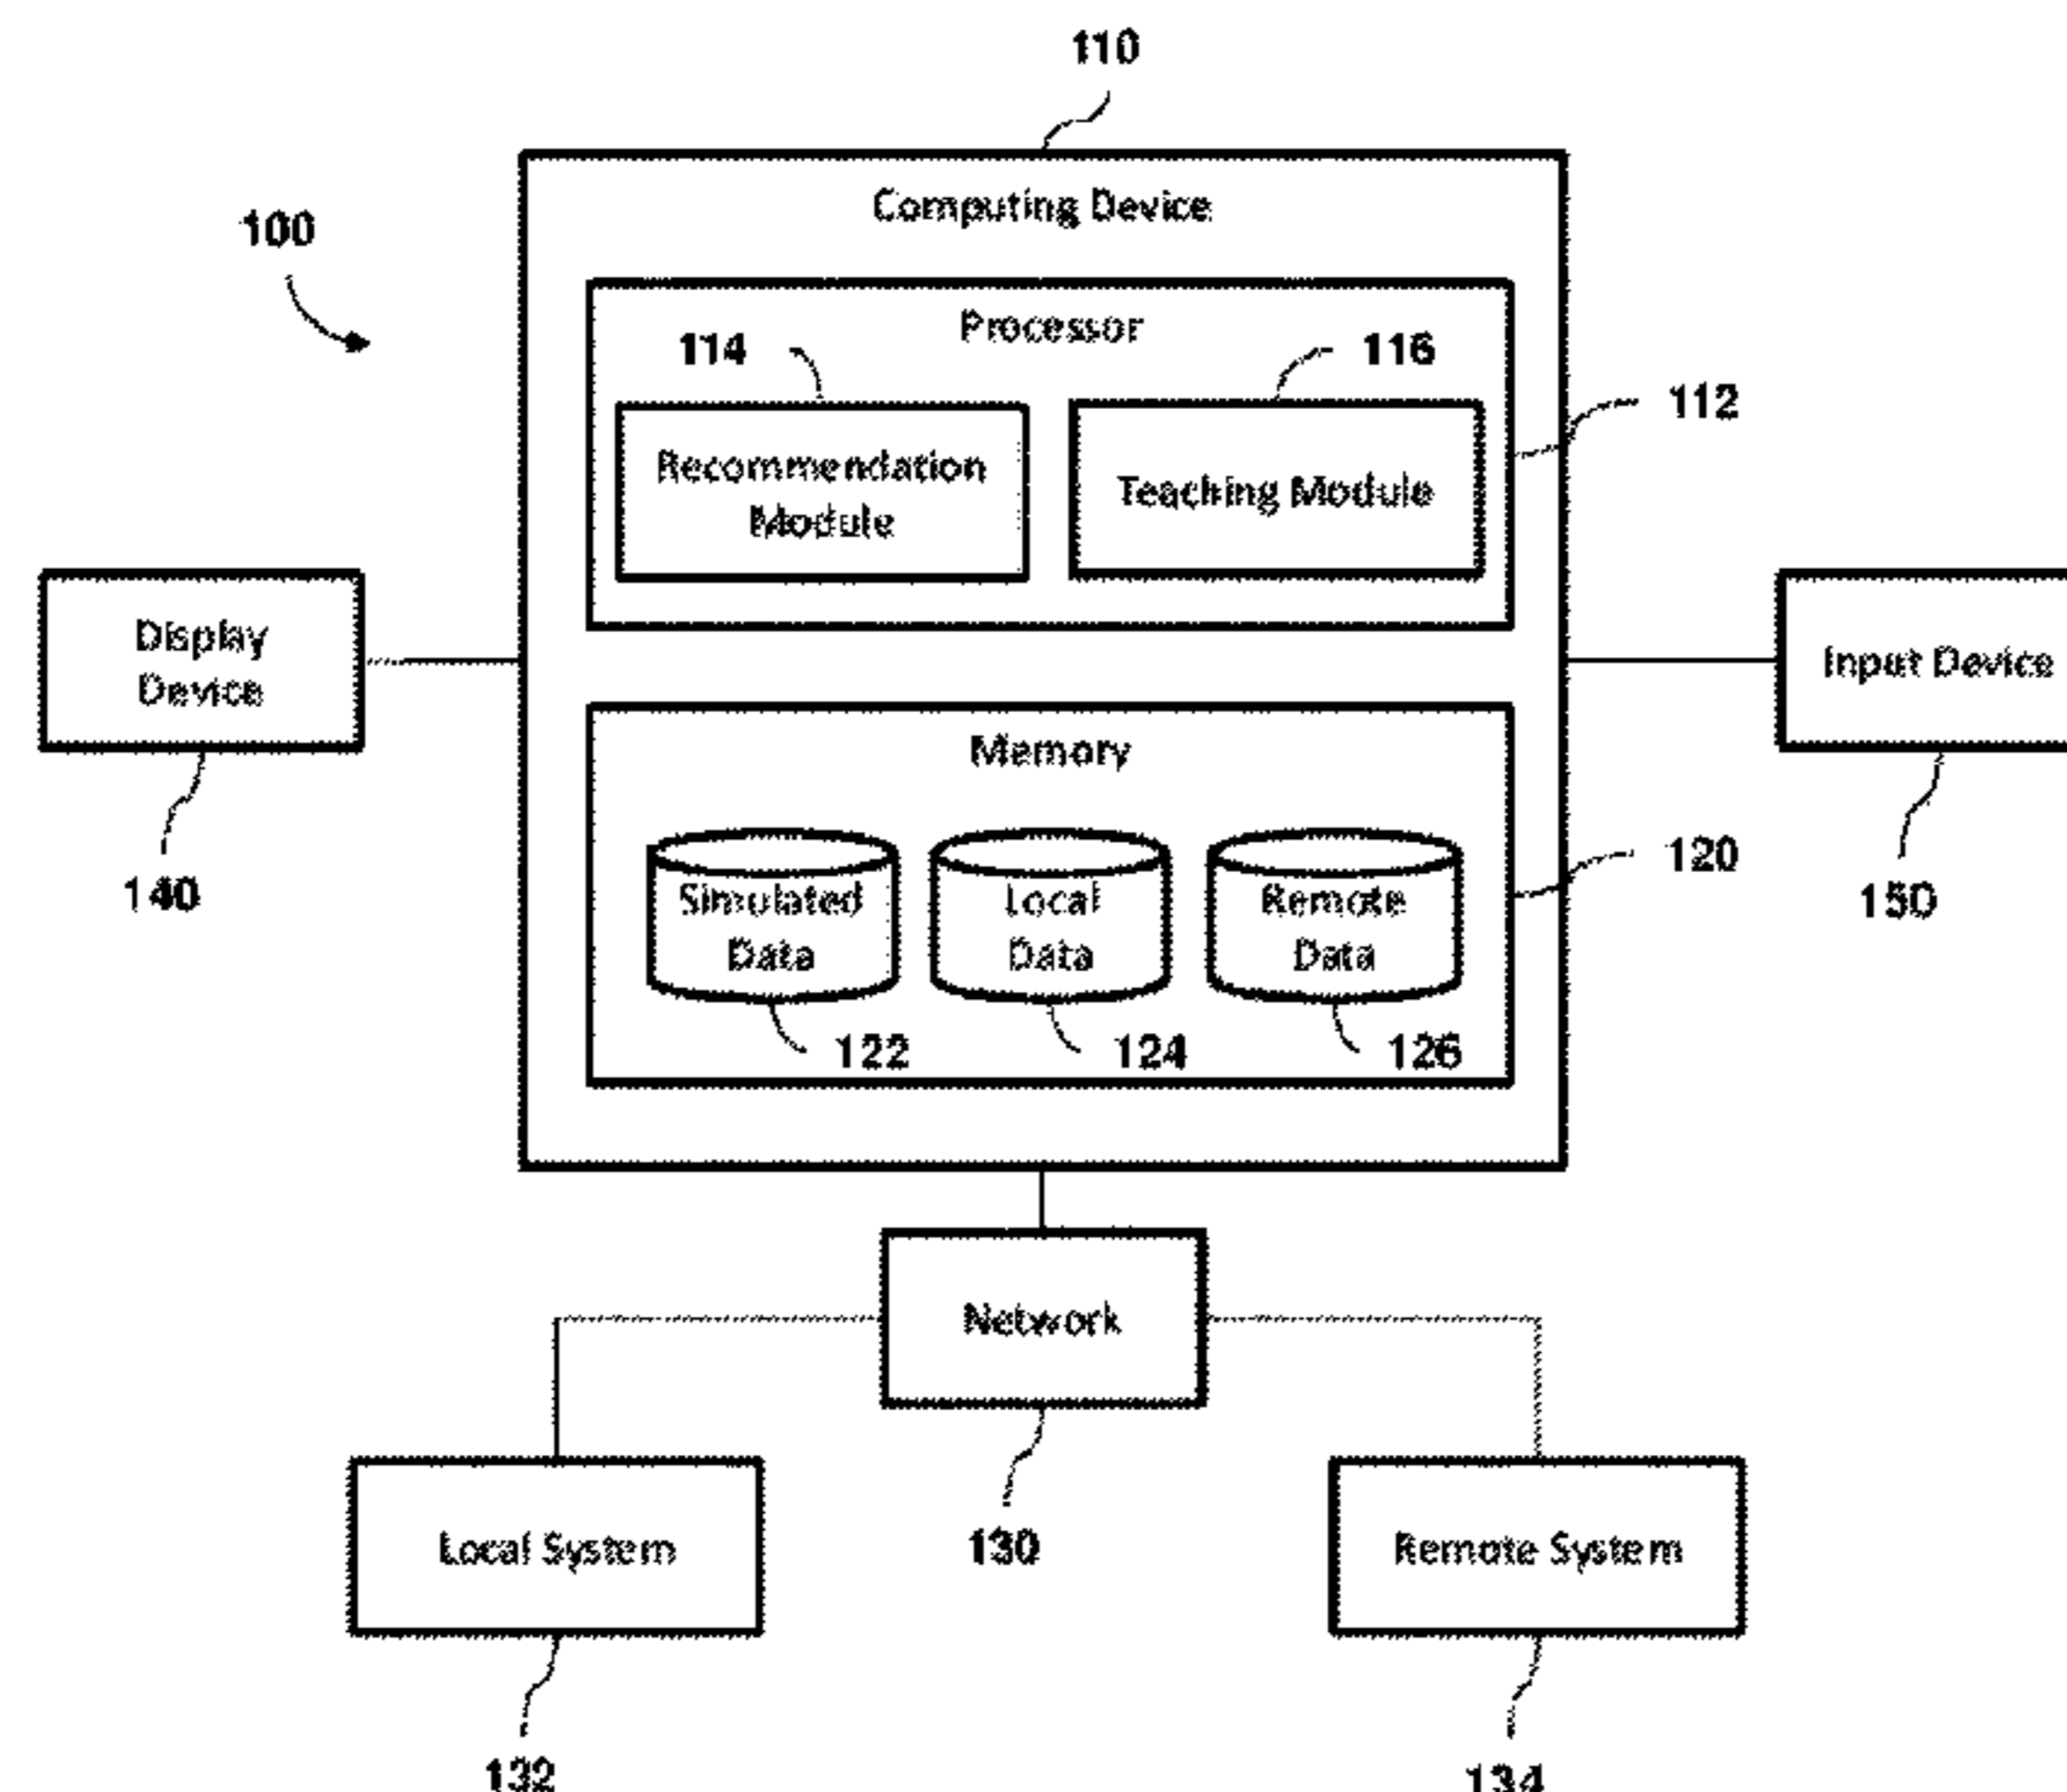 110
Computing Device
100
Processor
114
116
112
Recommendation
Module
Teaching Module
Display
Device
Input Device
Memory
140
150
120
Simulated
Data
Local
Data
Remote
Data
122
124
126
Network
130
Local System
Remote System
132
134